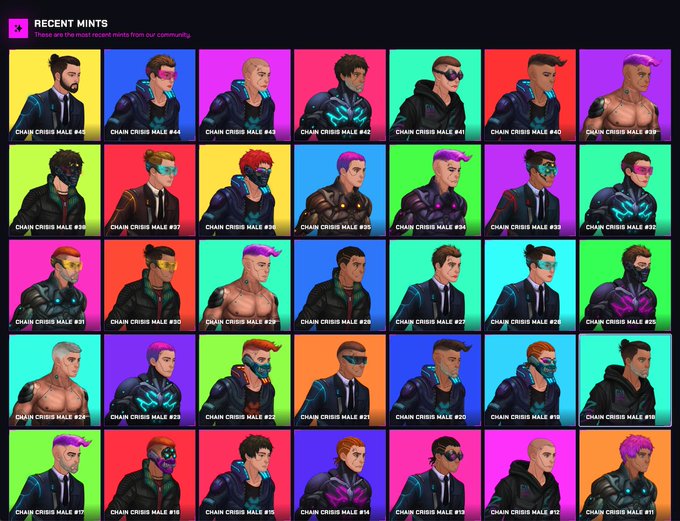 RECENT MINTS
These are the most recent mints from our community.
CHAIN CRISIS MALE #45
CHAIN CRISIS MALE #44
CHAIN CRISIS MALE #43
CHAIN CRISIS MALE #42
CHAIN CRISIS MALE #41
CHAIN CRISIS MALE #40
CHAIN CRISIS MALE #39
CHAIN CRISIS MALE #38
CHAIN CRISIS MALE #37
CHAIN CRISIS MALE #36
CHAIN CRISIS MALE #35
CHAIN CRISIS MALE #34
CHAIN CRISIS MALE #33
CHAIN CRISIS MALE #32
CHAIN CRISIS MALE #31
CHAIN CRISIS MALE #30
CHAIN CRISIS MALE #29
CHAIN CRISIS MALE #28
CHAIN CRISIS MALE #27
CHAIN CRISIS MALE #26
CHAIN CRISIS MALE #25
CHAIN CRISIS MALE #24
CHAIN CRISIS MALE #23
CHAIN CRISIS MALE #22
CHAIN CRISIS MALE #21
CHAIN CRISIS MALE #20
CHAIN CRISIS MALE #19
CHAIN CRISIS MALE #18
CHAIN CRISIS MALE #17
CHAIN CRISIS MALE #16
CHAIN CRISIS MALE #15
CHAIN CRISIS MALE #14
CHAIN CRISIS MALE #13
CHAIN CRISIS MALE #12
CHAIN CRISIS MALE #11